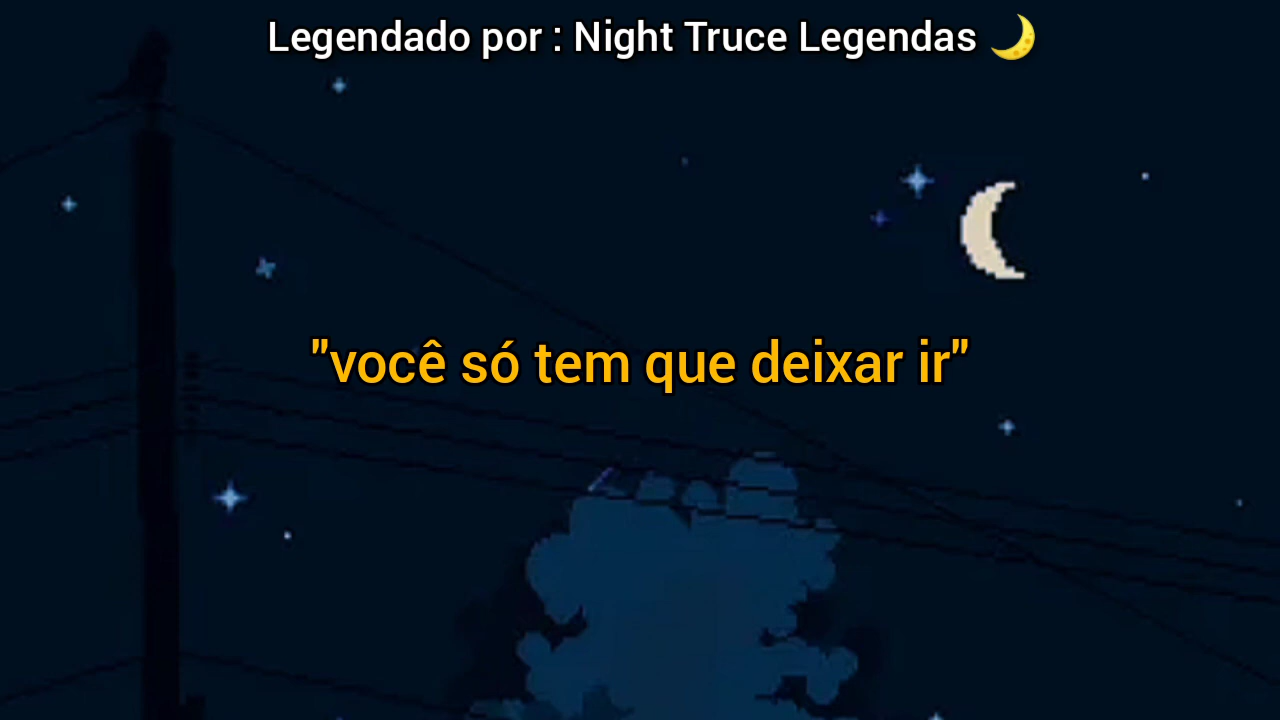 Legendado por : Night Truce Legendas 🌙
"você só tem que deixar ir"